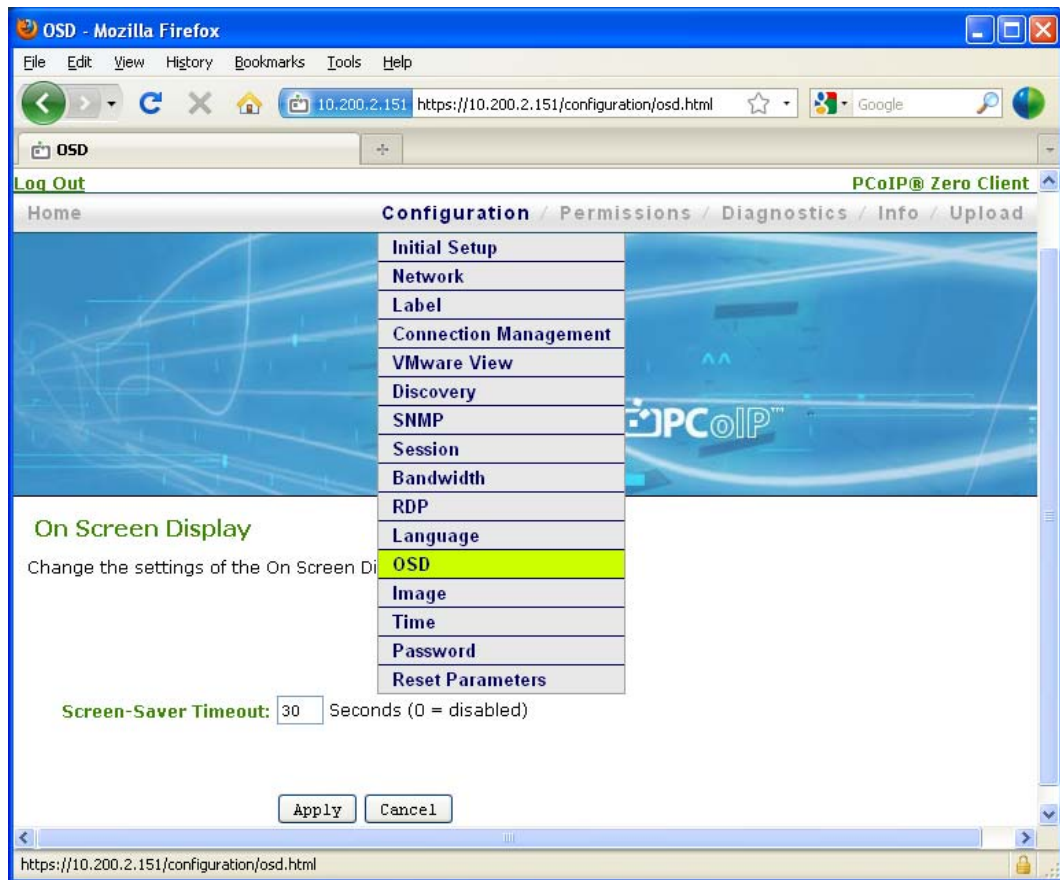 OSD - Mozilla Firefox
File Edit View History Bookmarks Tools Help
10.200.2.151 https://10.200.2.151/configuration/osd.html Google
OSD
Log Out PCoIP® Zero Client
Home Configuration / Permissions / Diagnostics / Info / Upload
Initial Setup
Network
Label
Connection Management
VMware View
Discovery
SNMP
Session
Bandwidth
RDP
Language
OSD
Image
Time
Password
Reset Parameters
PCoIP™
On Screen Display
Change the settings of the On Screen Di
Screen-Saver Timeout: 30 Seconds (0 = disabled)
Apply Cancel
https://10.200.2.151/configuration/osd.html